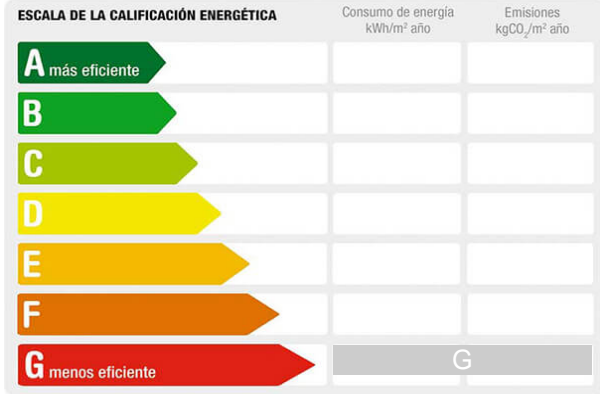 ESCALA DE LA CALIFICACIÓN ENERGÉTICA
Consumo de energía
kWh/m² año
Emisiones
kgCO₂/m² año
A más eficiente
B
C
D
E
F
G menos eficiente
G